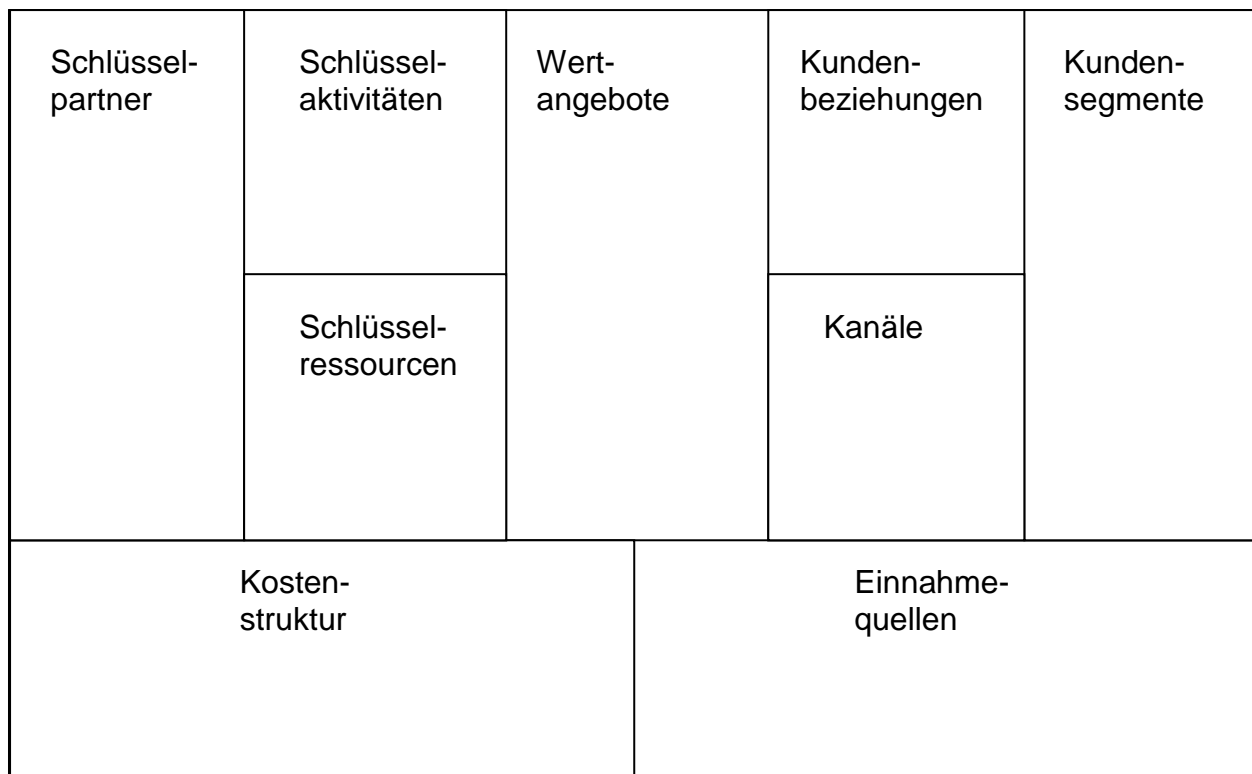 Schlüssel-
partner
Schlüssel-
aktivitäten
Wert-
angebote
Kunden-
beziehungen
Kunden-
segmente
Schlüssel-
ressourcen
Kanäle
Kosten-
struktur
Einnahme-
quellen